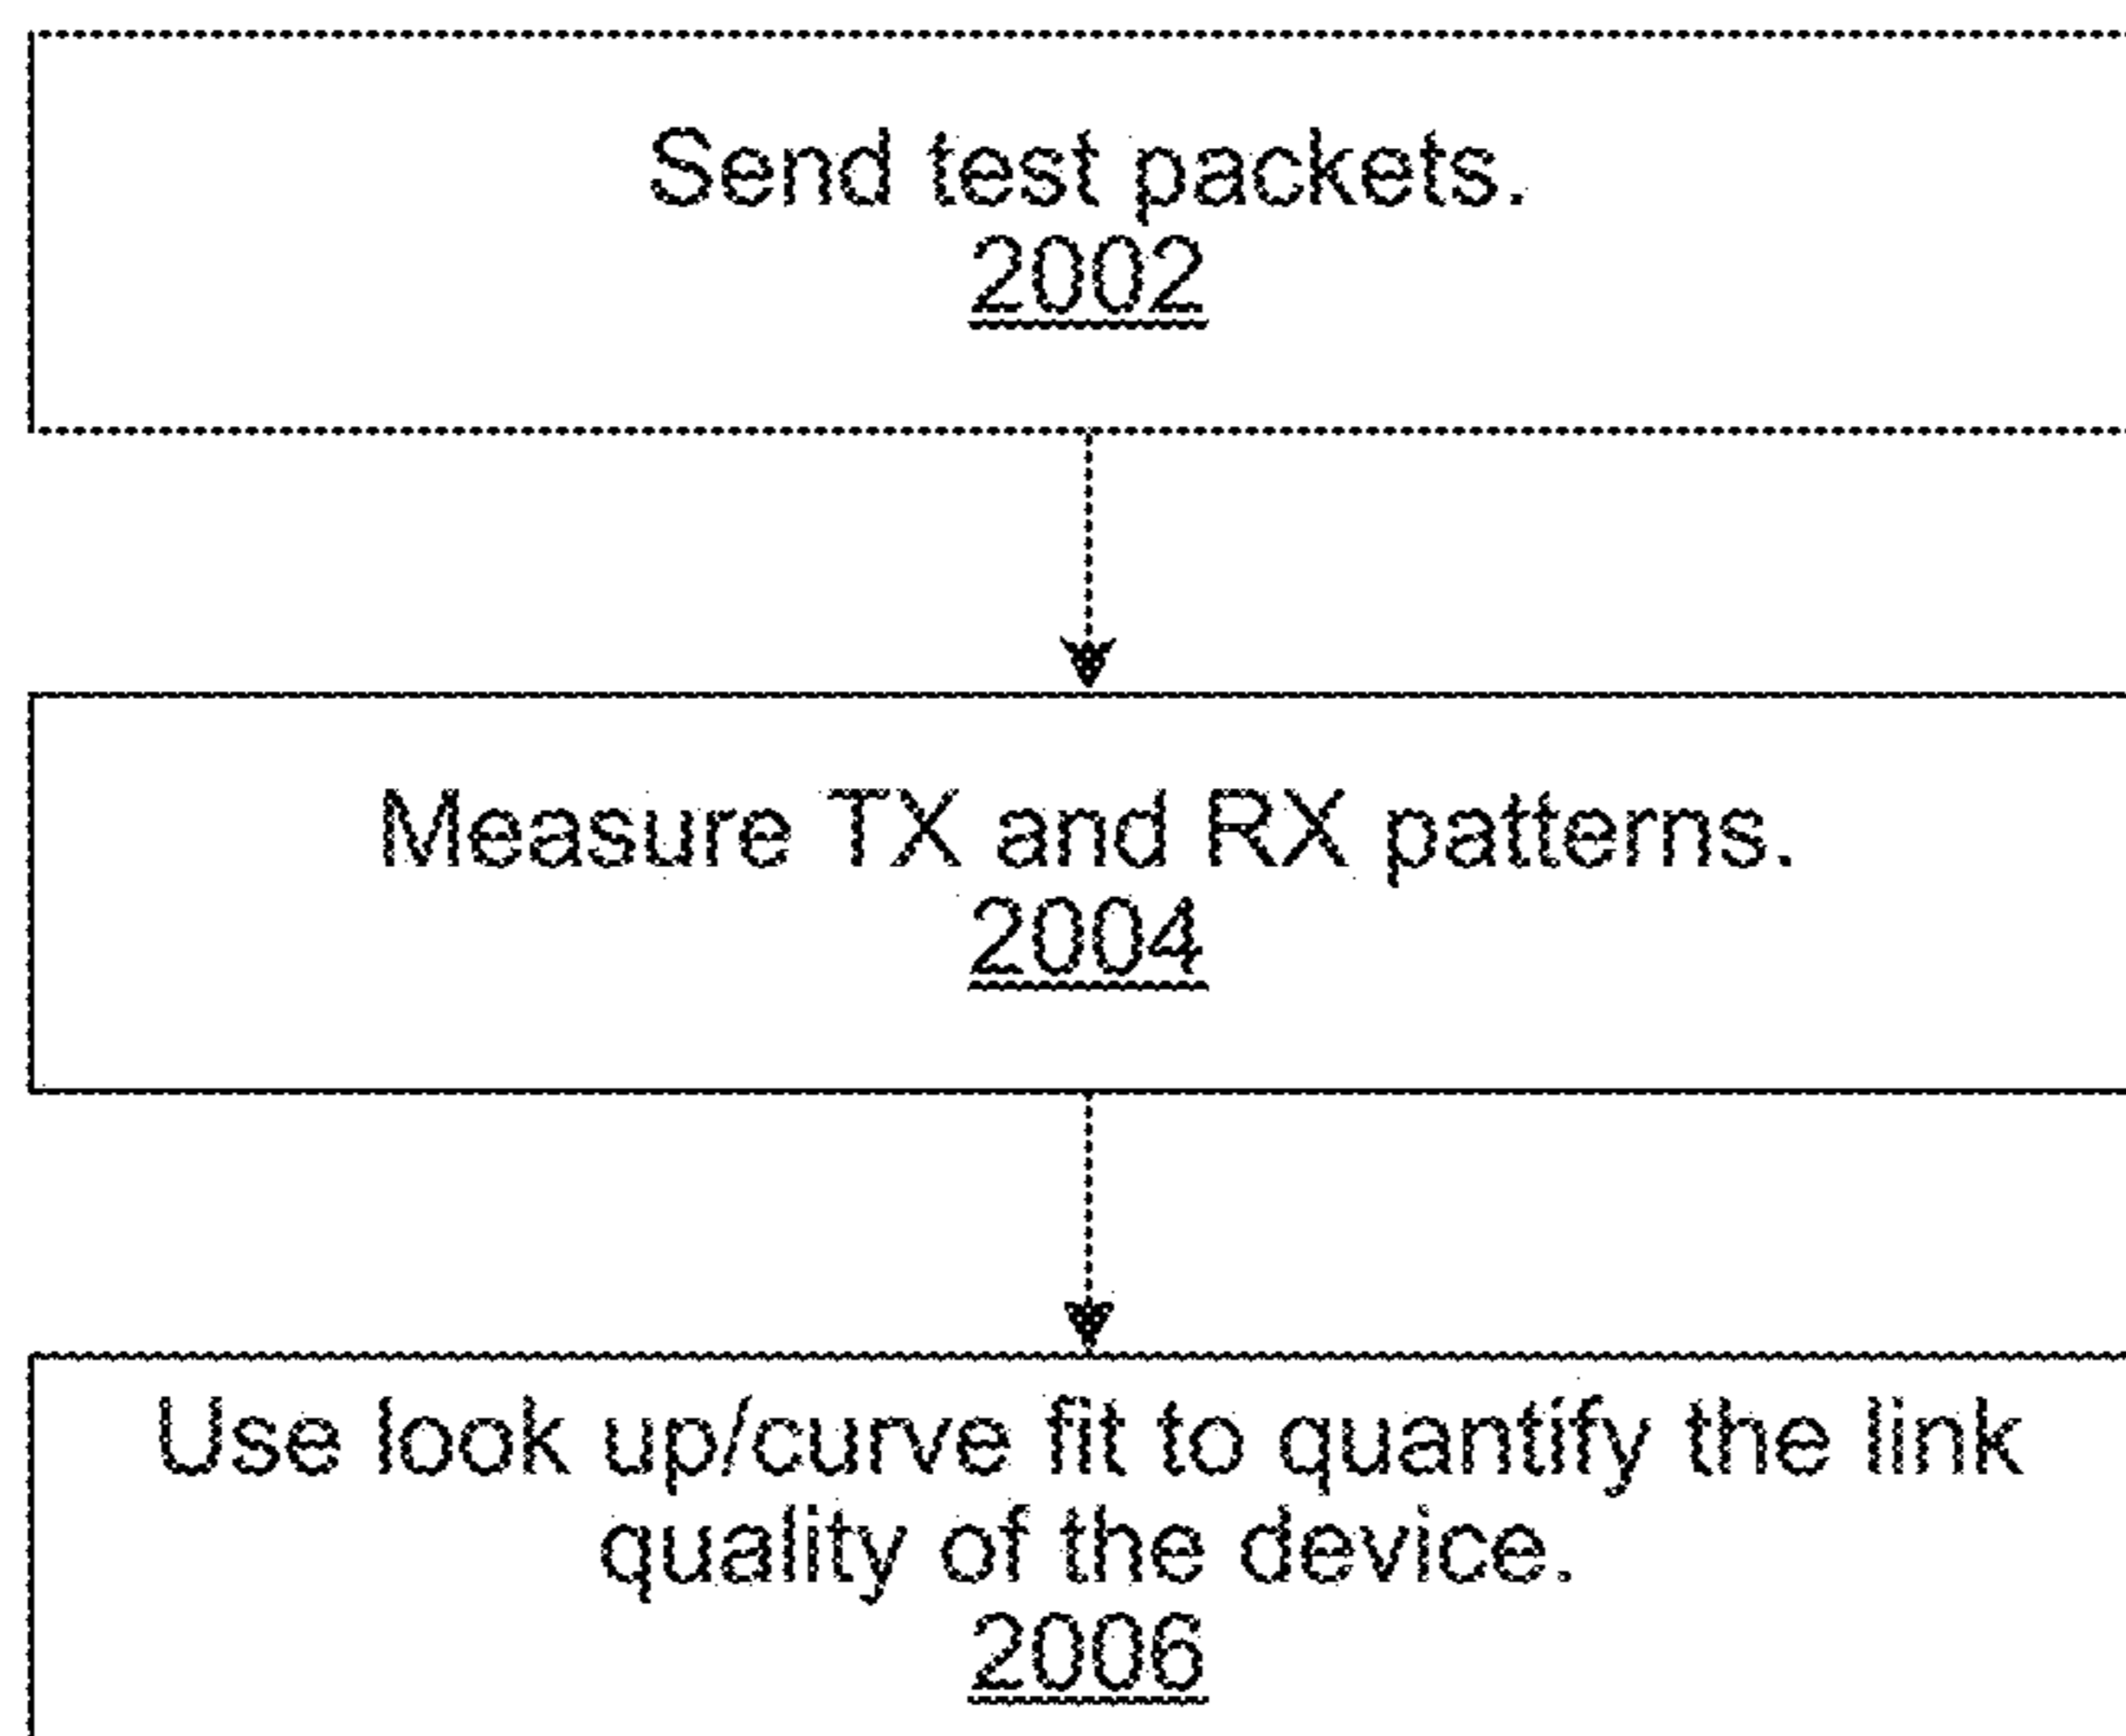 Send test packets.
2002
Measure TX and RX patterns.
2004
Use look up/curve fit to quantify the link
quality of the device.
2006